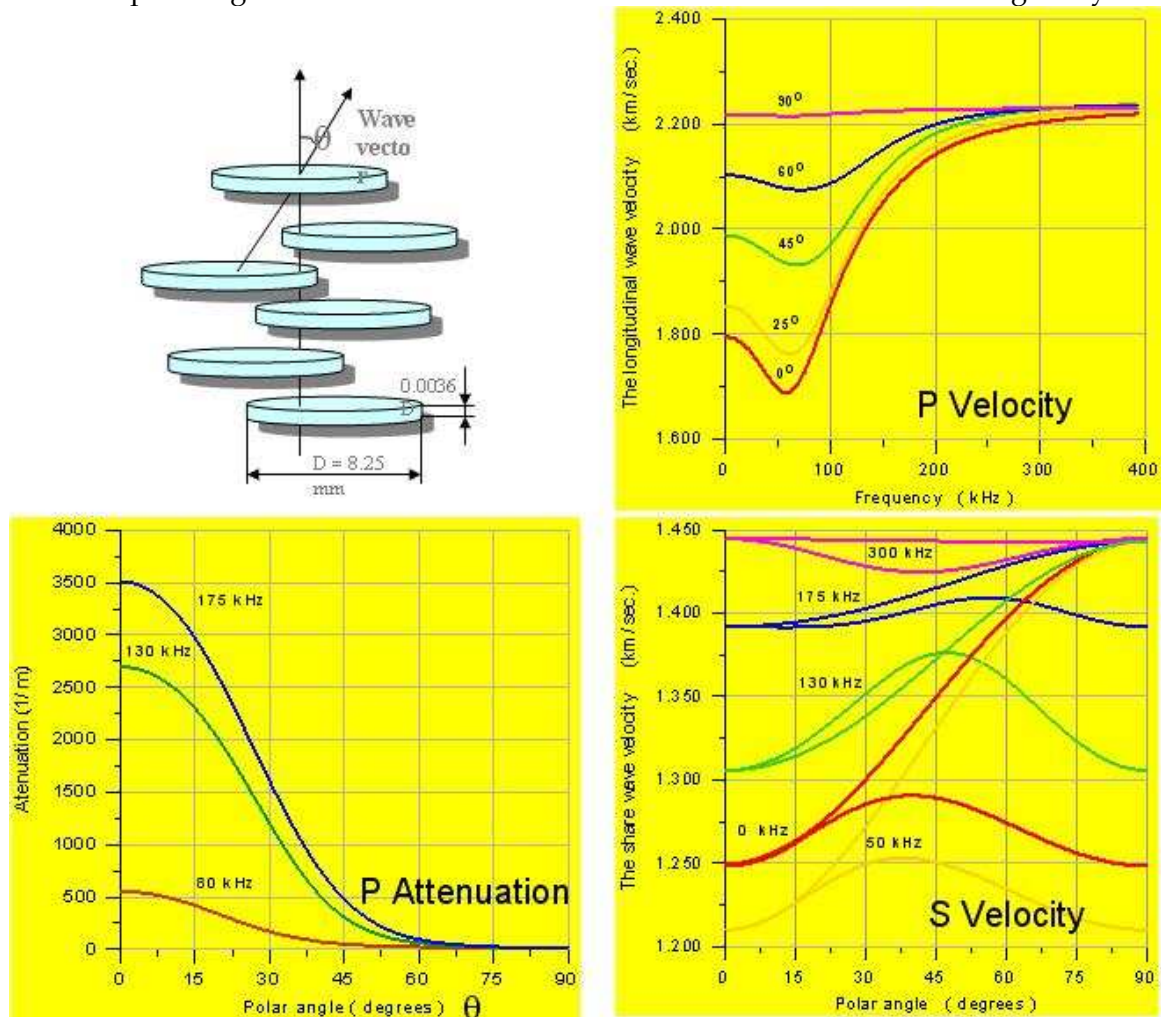 Wave
vecto
r
0.0036
D
D = 8.25
mm
2.400
2.200
2.000
1.800
1.600
The longitudinal wave velocity (km/sec.)
90°
60°
45°
25°
0°
P Velocity
0 100 200 300 400
Frequency (kHz)
4000
3500
3000
2500
2000
1500
1000
500
0
Atenuation (1/m)
175 kHz
130 kHz
80 kHz
P Attenuation
0 15 30 45 60 75 90
Polar angle (degrees) θ
1.450
1.400
1.350
1.300
1.250
1.200
The share wave velocity (km/sec.)
300 kHz
175 kHz
130 kHz
0 kHz
50 kHz
S Velocity
0 15 30 45 60 75 90
Polar angle (degrees)